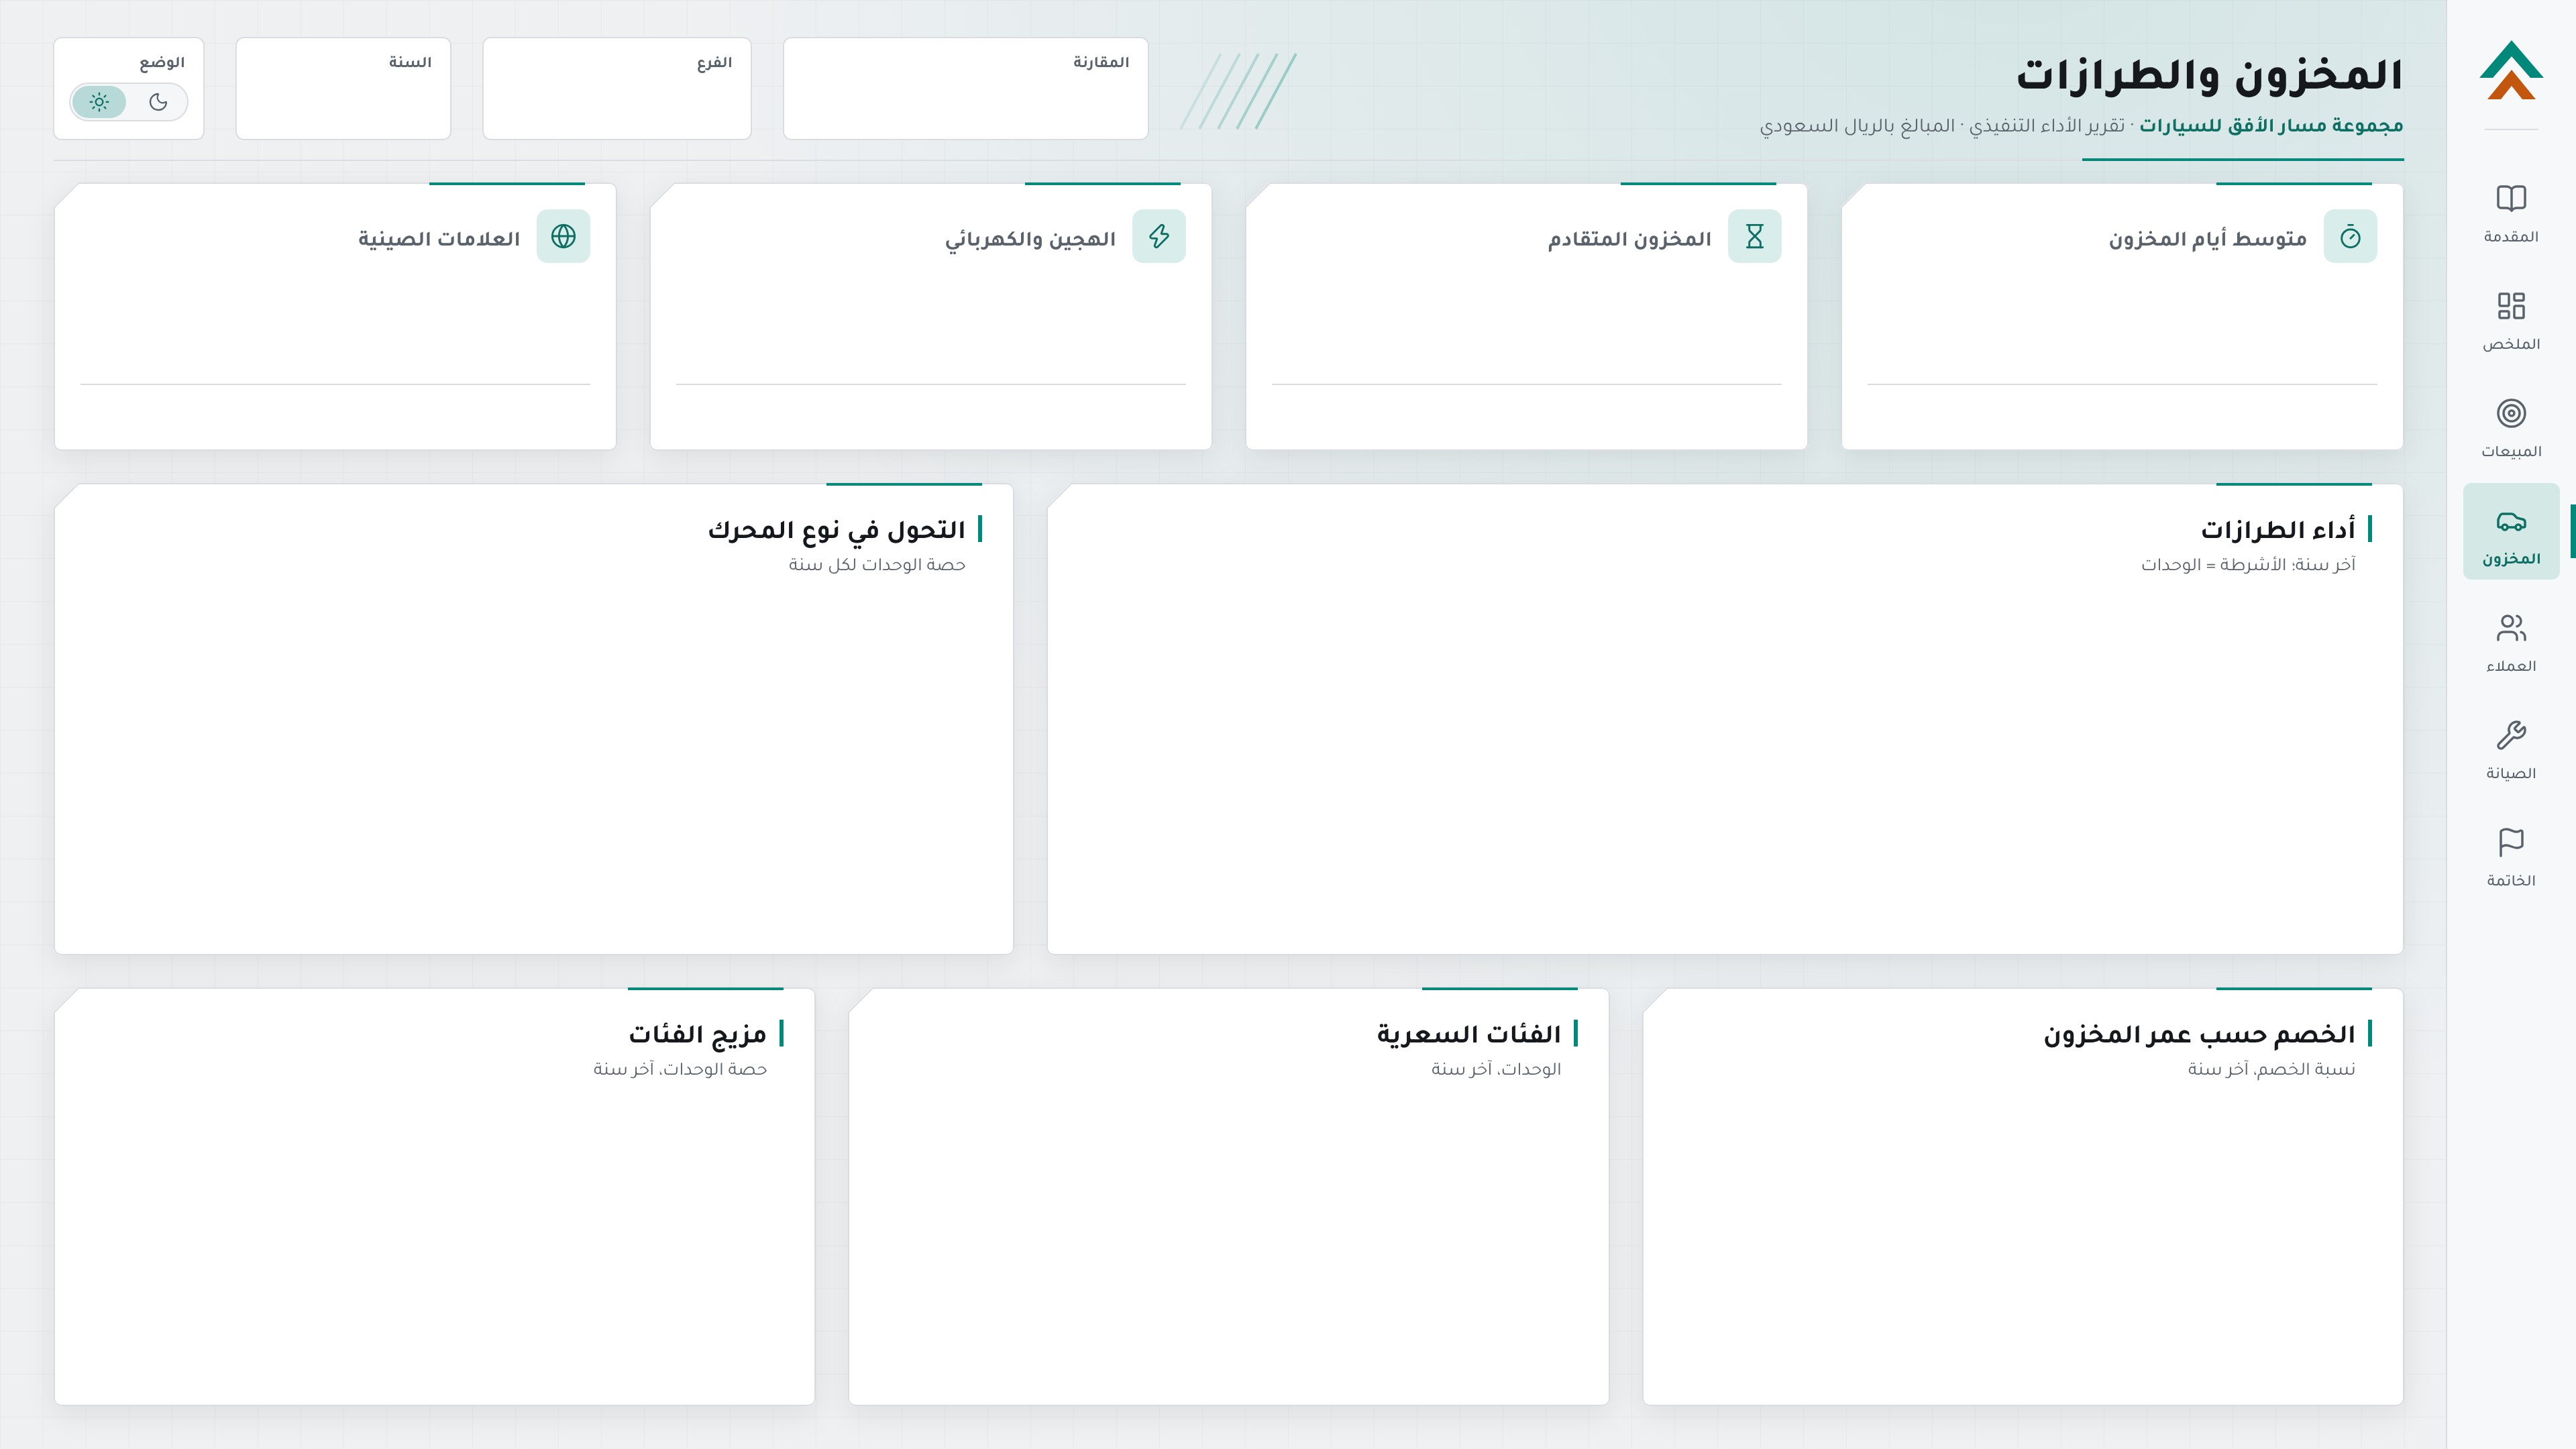 المخزون والطرازات
مجموعة مسار الأفق للسيارات · تقرير الأداء التنفيذي · المبالغ بالريال السعودي
المقارنة
الفرع
السنة
الوضع
المقدمة
الملخص
المبيعات
المخزون
العملاء
الصيانة
الخاتمة
متوسط أيام المخزون
المخزون المتقادم
الهجين والكهربائي
العلامات الصينية
أداء الطرازات
آخر سنة؛ الأشرطة = الوحدات
التحول في نوع المحرك
حصة الوحدات لكل سنة
الخصم حسب عمر المخزون
نسبة الخصم، آخر سنة
الفئات السعرية
الوحدات، آخر سنة
مزيج الفئات
حصة الوحدات، آخر سنة